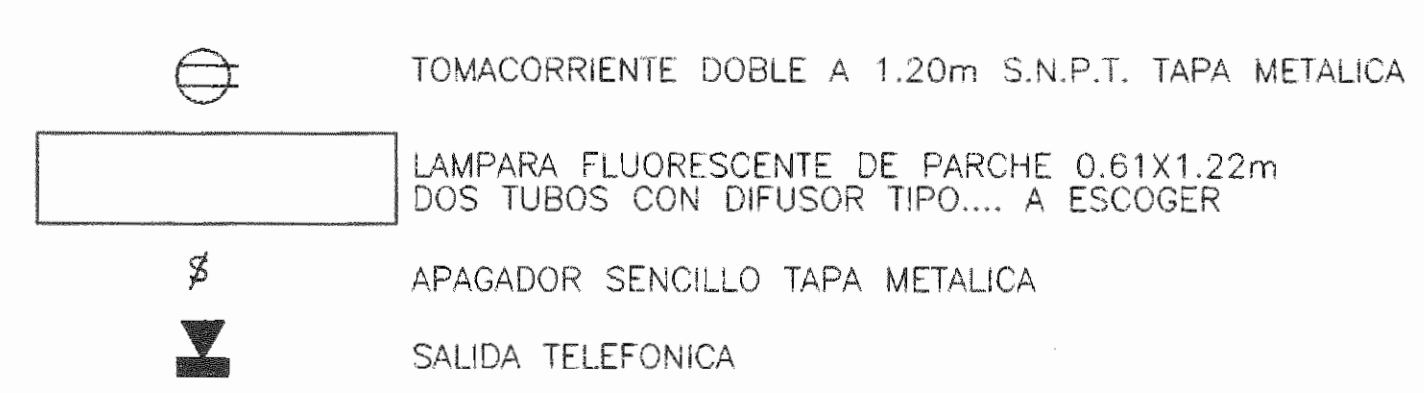 TOMACORRIENTE DOBLE A 1.20m S.N.P.T. TAPA METALICA
LAMPARA FLUORESCENTE DE PARCHE 0.61X1.22m
DOS TUBOS CON DIFUSOR TIPO.... A ESCOGER
$ APAGADOR SENCILLO TAPA METALICA
SALIDA TELEFONICA